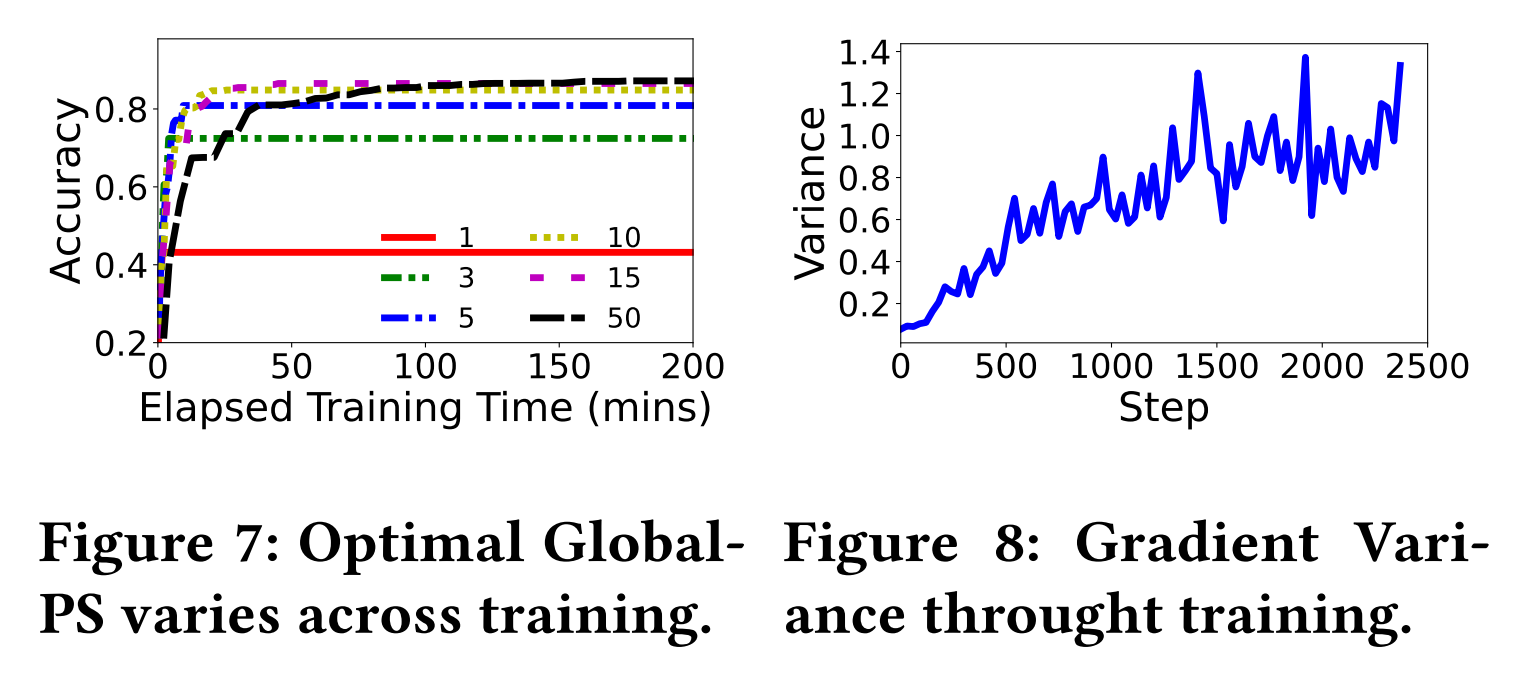 Accuracy
0.8
0.6
0.4
0.2
1
3
5
10
15
50
0 50 100 150 200
Elapsed Training Time (mins)
Figure 7: Optimal Global-
PS varies across training.
Variance
1.4
1.2
1.0
0.8
0.6
0.4
0.2
0 500 1000 1500 2000 2500
Step
Figure 8: Gradient Vari-
ance throught training.